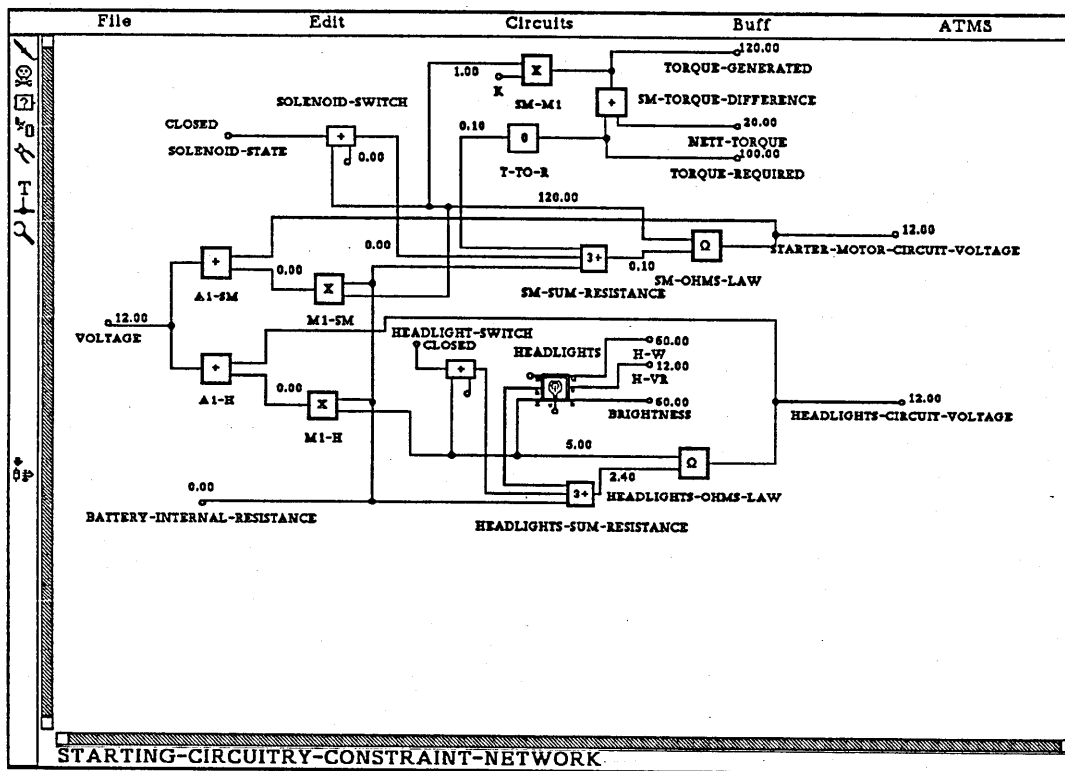 File Edit Circuits Buff ATMS
120.00
TORQUE-GENERATED
1.00
X
K
SM-M1
+
SM-TORQUE-DIFFERENCE
SOLENOID-SWITCH
CLOSED
SOLENOID-STATE
+
0.00
0.10
0
T-TO-R
20.00
NETT-TORQUE
100.00
TORQUE-REQUIRED
120.00
12.00
STARTER-MOTOR-CIRCUIT-VOLTAGE
0.00
3+
0.10
Ω
SM-OHMS-LAW
SM-SUM-RESISTANCE
+
A1-SM
0.00
X
M1-SM
12.00
VOLTAGE
+
A1-H
0.00
X
M1-H
HEADLIGHT-SWITCH
CLOSED
+
HEADLIGHTS
60.00
H-W
12.00
H-VR
60.00
BRIGHTNESS
12.00
HEADLIGHTS-CIRCUIT-VOLTAGE
5.00
Ω
2.40
HEADLIGHTS-OHMS-LAW
3+
HEADLIGHTS-SUM-RESISTANCE
0.00
BATTERY-INTERNAL-RESISTANCE
?
T
STARTING-CIRCUITRY-CONSTRAINT-NETWORK